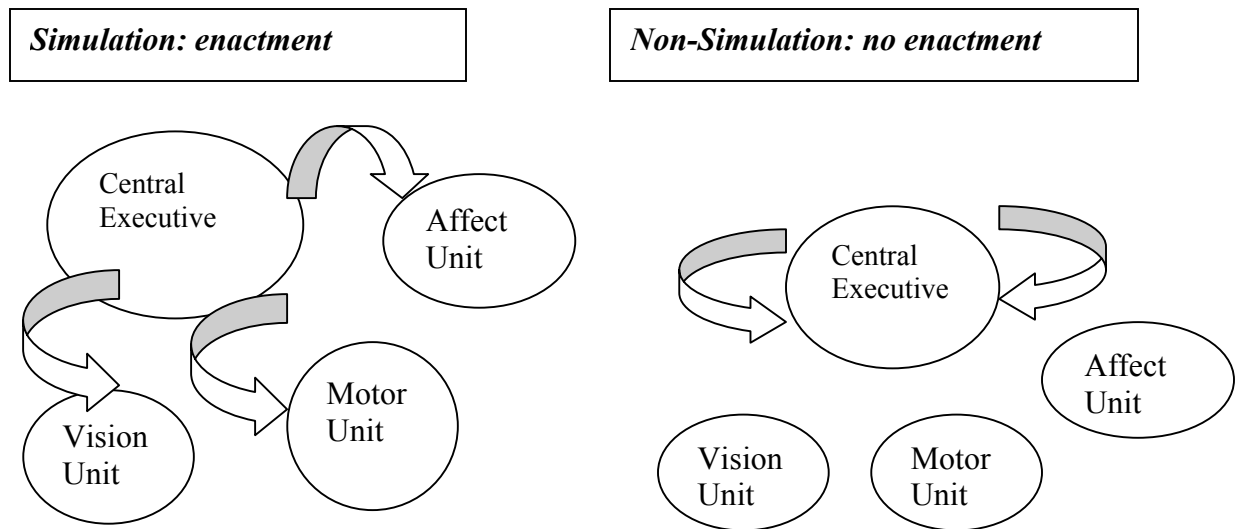 Simulation: enactment
Central
Executive
Affect
Unit
Vision
Unit
Motor
Unit
Non-Simulation: no enactment
Central
Executive
Affect
Unit
Vision
Unit
Motor
Unit